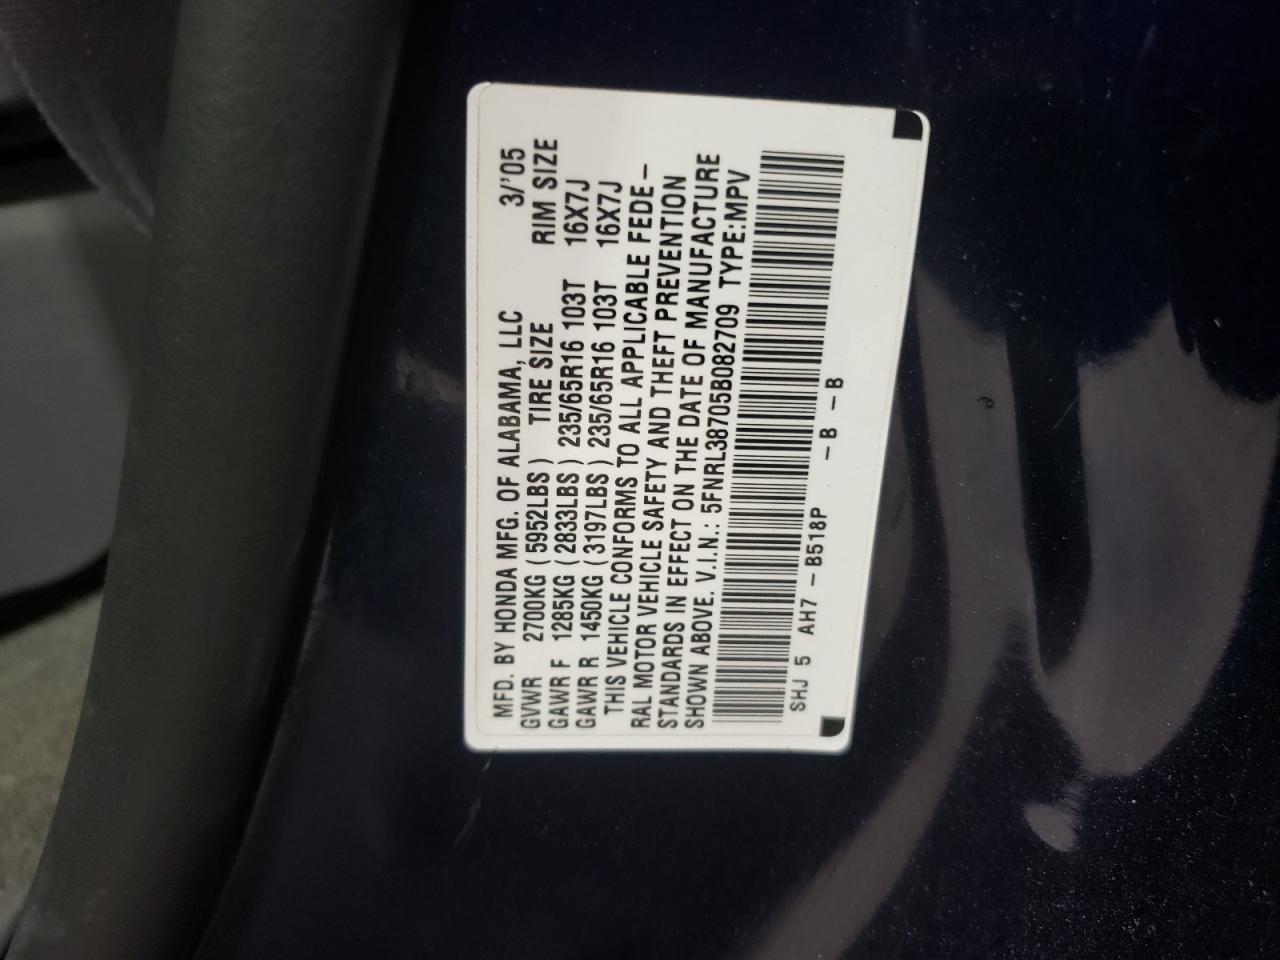 MFD. BY HONDA MFG. OF ALABAMA, LLC 3/'05
GVWR 2700KG ( 5952LBS ) TIRE SIZE RIM SIZE
GAWR F 1285KG ( 2833LBS ) 235/65R16 103T 16X7J
GAWR R 1450KG ( 3197LBS ) 235/65R16 103T 16X7J
THIS VEHICLE CONFORMS TO ALL APPLICABLE FEDE-
RAL MOTOR VEHICLE SAFETY AND THEFT PREVENTION
STANDARDS IN EFFECT ON THE DATE OF MANUFACTURE
SHOWN ABOVE. V.I.N.: 5FNRL38705B082709 TYPE:MPV
SHJ 5 AH7 - B518P - B - B